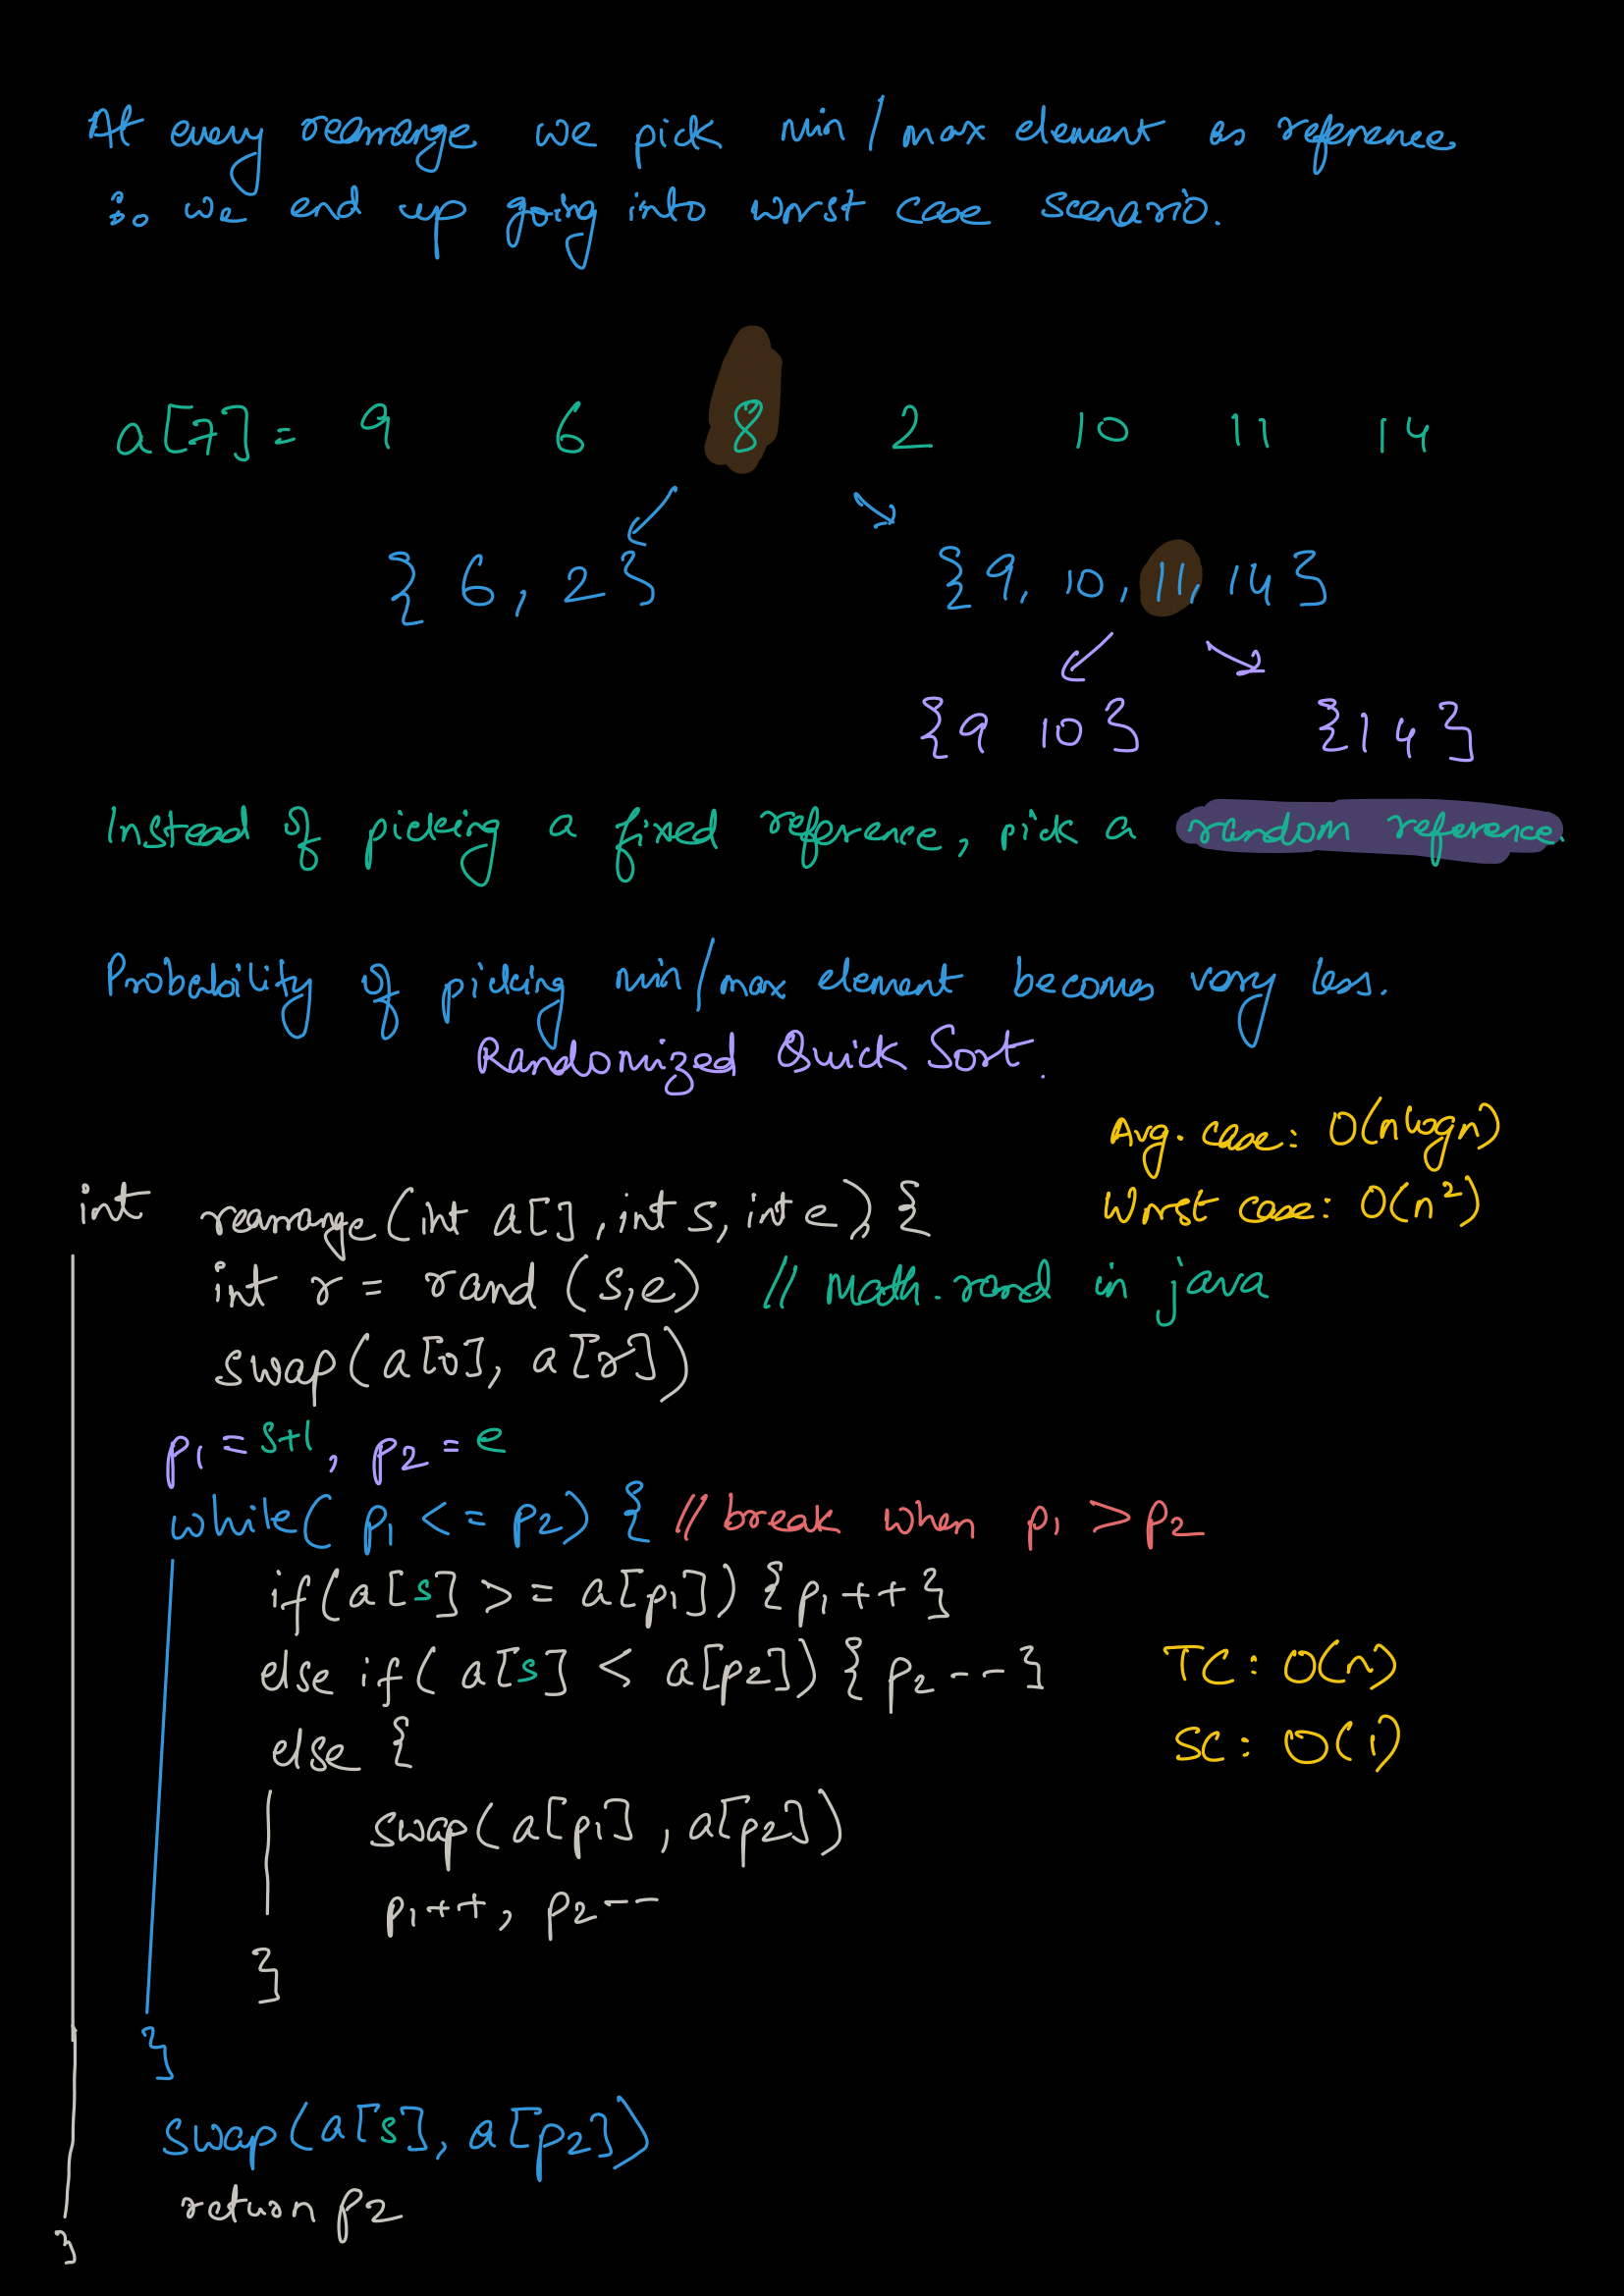 At every rearrange we pick min/max element as reference
∴ we end up going into worst case scenario.
a[7] = 9 6 8 2 10 11 14
{ 6, 2 } { 9, 10, 11, 14 }
{ 9 10 } { 14 }
Instead of picking a fixed reference, pick a random reference.
Probability of picking min/max element becomes very less.
Randomized Quick Sort.
Avg. case: O(n log n)
int rearrange(int a[], int s, int e) {
Worst case: O(n²)
int r = rand (s,e) // Math.rand in java
swap(a[0], a[r])
p1 = s+1, p2 = e
while( p1 <= p2) { // break when p1 > p2
if(a[s] >= a[p1]) {p1++}
else if( a[s] < a[p2]) { p2--}
TC: O(n)
else {
SC: O(1)
swap(a[p1], a[p2])
p1++, p2--
}
}
swap(a[s], a[p2])
return p2
}